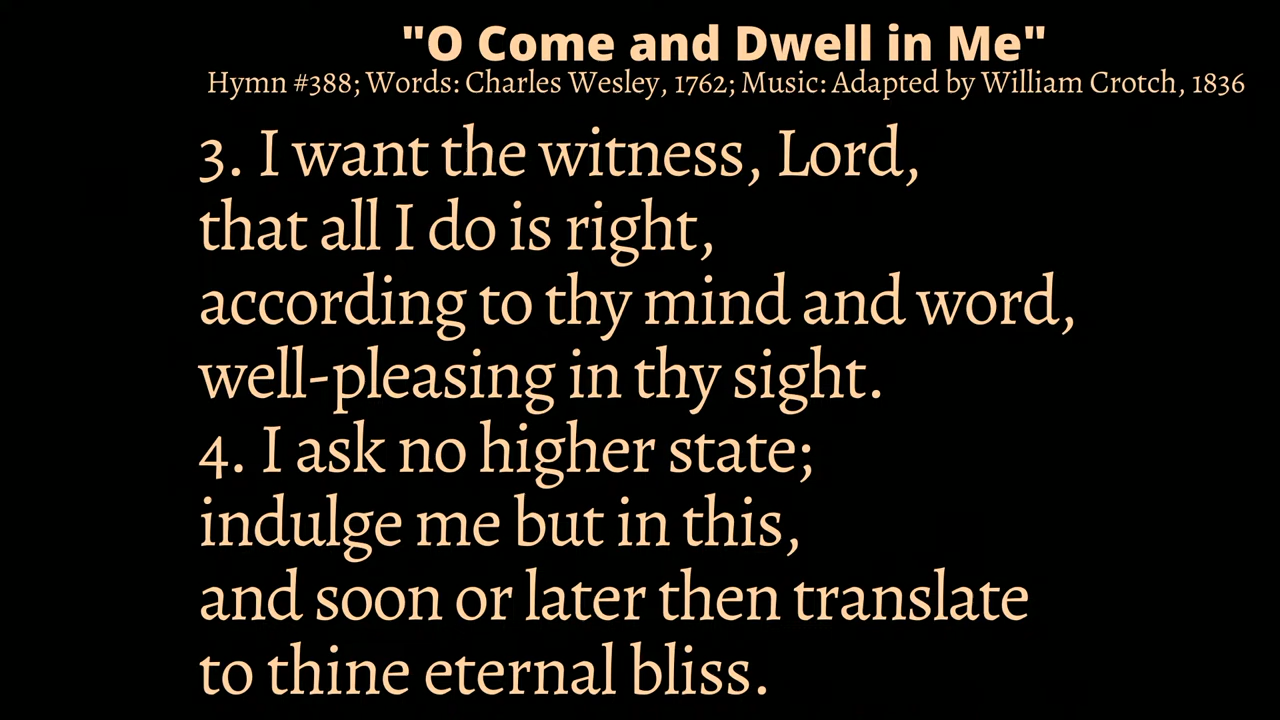 "O Come and Dwell in Me"
Hymn #388; Words: Charles Wesley, 1762; Music: Adapted by William Crotch, 1836
3. I want the witness, Lord,
that all I do is right,
according to thy mind and word,
well-pleasing in thy sight.
4. I ask no higher state;
indulge me but in this,
and soon or later then translate
to thine eternal bliss.